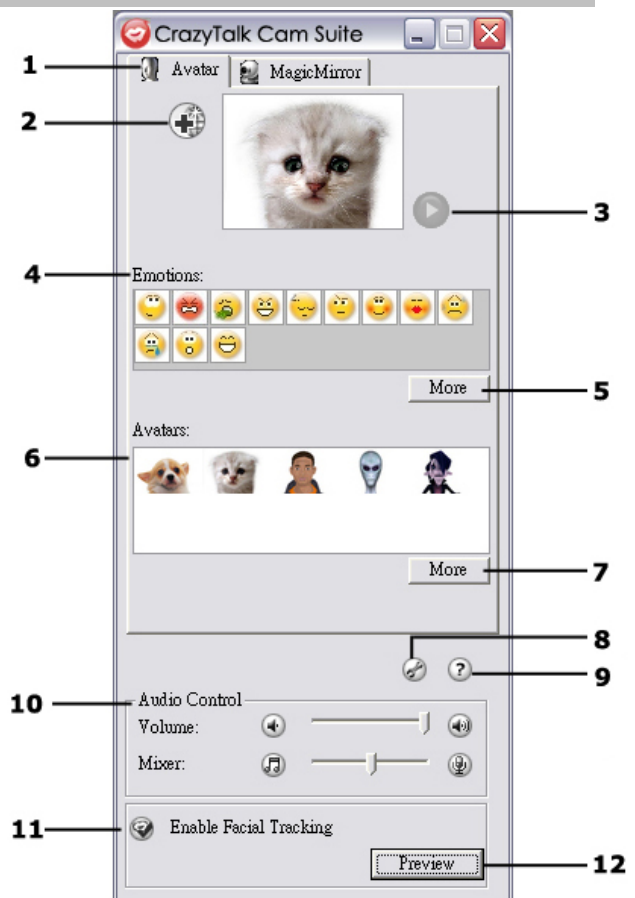 CrazyTalk Cam Suite
1 Avatar MagicMirror
2
3
4 Emotions:
More 5
Avatars:
6
More 7
8
? 9
10 Audio Control
Volume:
Mixer:
11 Enable Facial Tracking
Preview 12